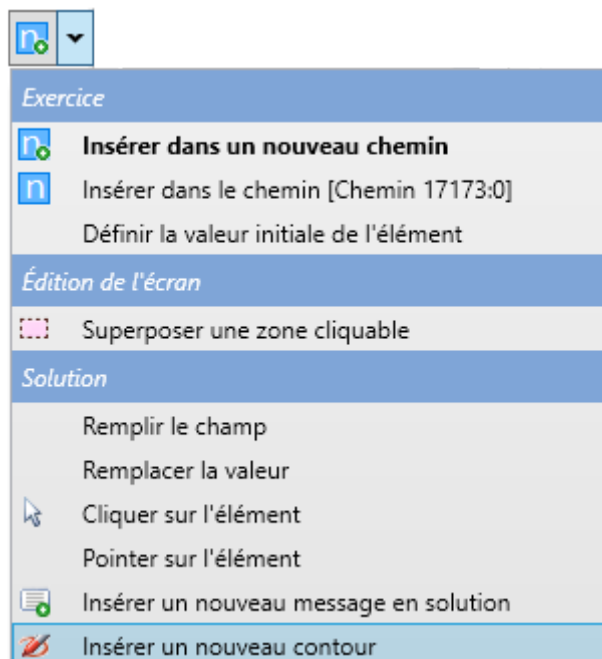 n
Exercice
n Insérer dans un nouveau chemin
n Insérer dans le chemin [Chemin 17173:0]
Définir la valeur initiale de l'élément
Édition de l'écran
Superposer une zone cliquable
Solution
Remplir le champ
Remplacer la valeur
Cliquer sur l'élément
Pointer sur l'élément
Insérer un nouveau message en solution
Insérer un nouveau contour